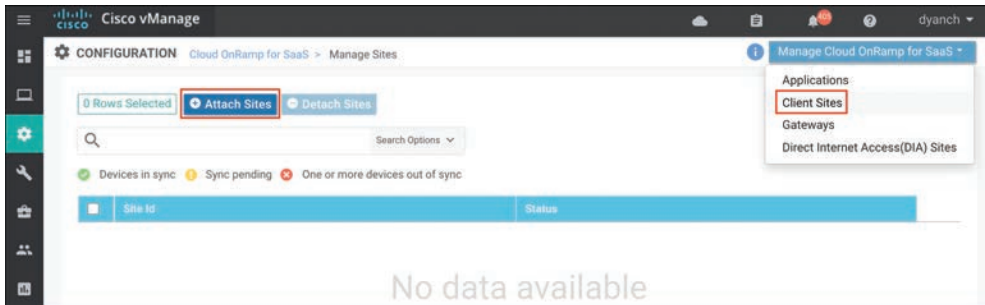 CISCO Cisco vManage 405 dyanch
CONFIGURATION Cloud OnRamp for SaaS > Manage Sites Manage Cloud OnRamp for SaaS
Applications
Client Sites
Gateways
Direct Internet Access(DIA) Sites
0 Rows Selected Attach Sites Detach Sites
Search Options
Devices in sync Sync pending One or more devices out of sync
Site Id Status
No data available